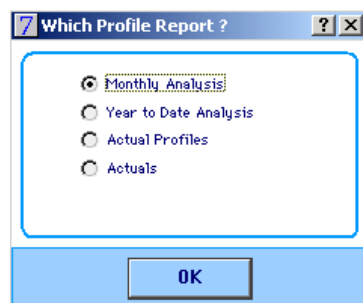 7 Which Profile Report ? ? X
Monthly Analysis
Year to Date Analysis
Actual Profiles
Actuals
OK